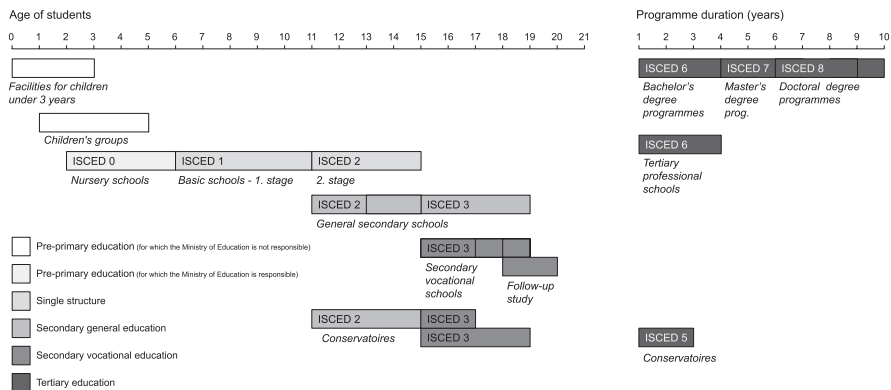 Age of students
Programme duration (years)
0 1 2 3 4 5 6 7 8 9 10 11 12 13 14 15 16 17 18 19 20 21
1 2 3 4 5 6 7 8 9 10
Facilities for children
under 3 years
ISCED 6 ISCED 7 ISCED 8
Bachelor's
degree
programmes
Master's
degree
prog.
Doctoral degree
programmes
Children's groups
ISCED 0 ISCED 1 ISCED 2
Nursery schools Basic schools - 1. stage 2. stage
ISCED 6
Tertiary
professional
schools
ISCED 2 ISCED 3
General secondary schools
ISCED 3
Secondary
vocational
schools
Follow-up
study
ISCED 2 ISCED 3
Conservatoires
ISCED 3
ISCED 5
Conservatoires
Pre-primary education (for which the Ministry of Education is not responsible)
Pre-primary education (for which the Ministry of Education is responsible)
Single structure
Secondary general education
Secondary vocational education
Tertiary education